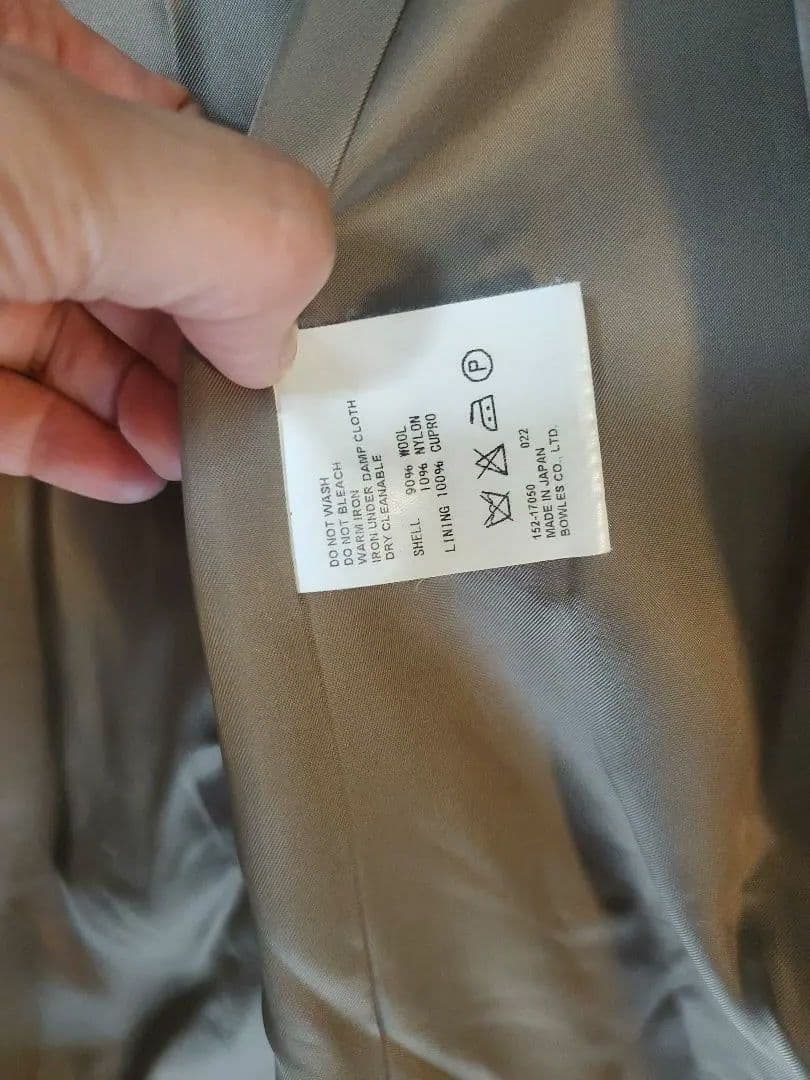 DO NOT WASH
DO NOT BLEACH
WARM IRON
IRON UNDER DAMP CLOTH
DRY CLEANABLE
SHELL 90% WOOL
10% NYLON
LINING 100% CUPRO
P
152-17050 022
MADE IN JAPAN
BOWLES CO., LTD.